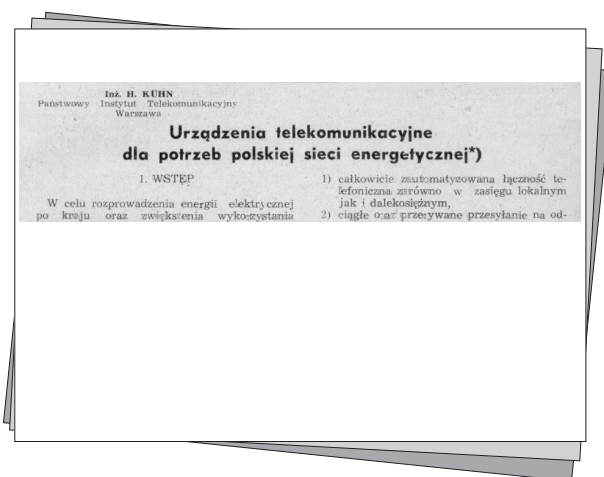 Inż. H. KÜHN
Państwowy Instytut Telekomunikacyjny
Warszawa
Urządzenia telekomunikacyjne
dla potrzeb polskiej sieci energetycznej*)
1. WSTĘP
W celu rozprowadzenia energii elektrycznej
po kraju oraz zwiększenia wykorzystania
1) całkowicie zautomatyzowana łączność te-
lefoniczna zarówno w zasięgu lokalnym
jak i dalekosiężnym,
2) ciągłe oraz przerywane przesyłanie na od-